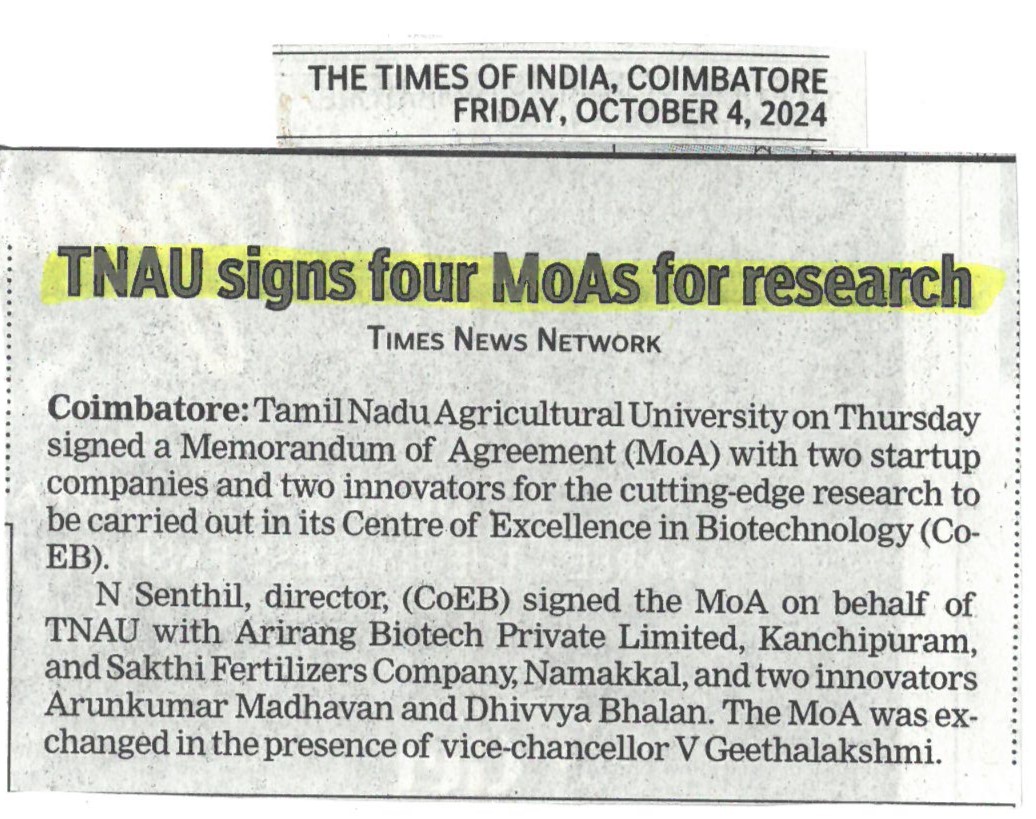 THE TIMES OF INDIA, COIMBATORE
FRIDAY, OCTOBER 4, 2024
TNAU signs four MoAs for research
TIMES NEWS NETWORK
Coimbatore: Tamil Nadu Agricultural University on Thursday
signed a Memorandum of Agreement (MoA) with two startup
companies and two innovators for the cutting-edge research to
be carried out in its Centre of Excellence in Biotechnology (Co-
EB).
N Senthil, director, (CoEB) signed the MoA on behalf of
TNAU with Arirang Biotech Private Limited, Kanchipuram,
and Sakthi Fertilizers Company, Namakkal, and two innovators
Arunkumar Madhavan and Dhivvya Bhalan. The MoA was ex-
changed in the presence of vice-chancellor V Geethalakshmi.